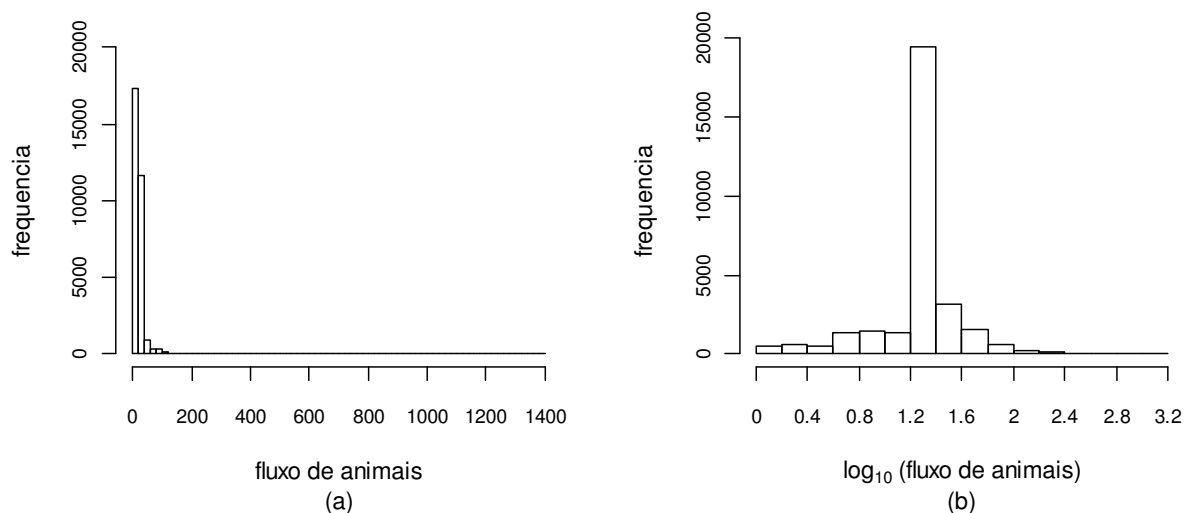 frequencia
0 5000 10000 15000 20000
0 200 400 600 800 1000 1200 1400
fluxo de animais
(a)
frequencia
0 5000 10000 15000 20000
0 0.4 0.8 1.2 1.6 2 2.4 2.8 3.2
log₁₀ (fluxo de animais)
(b)